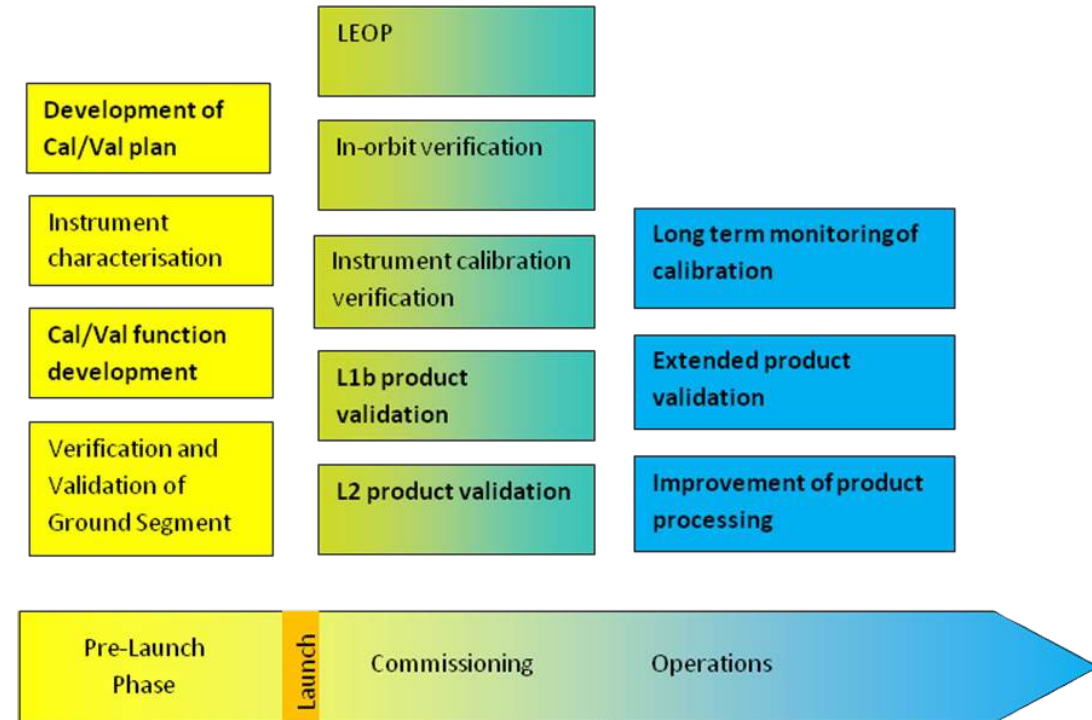 Development of
Cal/Val plan
Instrument
characterisation
Cal/Val function
development
Verification and
Validation of
Ground Segment
LEOP
In-orbit verification
Instrument calibration
verification
L1b product
validation
L2 product validation
Long term monitoring of
calibration
Extended product
validation
Improvement of product
processing
Pre-Launch
Phase
Launch
Commissioning
Operations